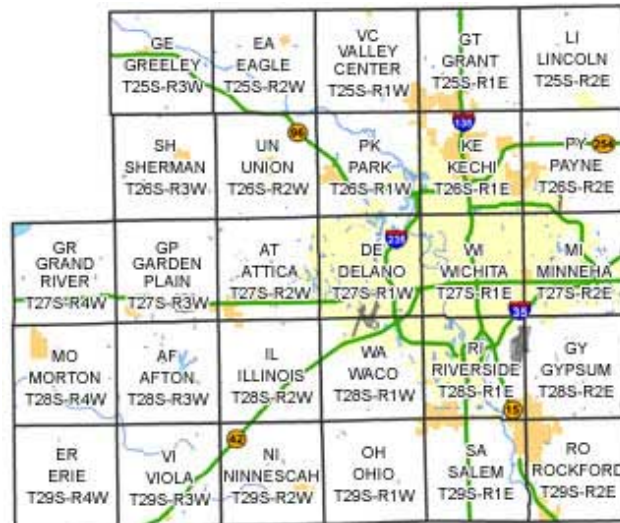 GE
GREELEY
T25S-R3W
EA
EAGLE
T25S-R2W
VC
VALLEY
CENTER
T25S-R1W
GT
GRANT
T25S-R1E
LI
LINCOLN
T25S-R2E
SH
SHERMAN
T26S-R3W
96
UN
UNION
T26S-R2W
PK
PARK
T26S-R1W
135
KE
KECHI
T26S-R1E
PY
254
PAYNE
T26S-R2E
GR
GRAND
RIVER
T27S-R4W
GP
GARDEN
PLAIN
T27S-R3W
AT
ATTICA
T27S-R2W
235
DE
DELANO
T27S-R1W
WI
WICHITA
T27S-R1E
MI
MINNEHA
T27S-R2E
35
MO
MORTON
T28S-R4W
AF
AFTON
T28S-R3W
IL
ILLINOIS
T28S-R2W
WA
WACO
T28S-R1W
RI
RIVERSIDE
T28S-R1E
15
GY
GYPSUM
T28S-R2E
ER
ERIE
T29S-R4W
VI
VIOLA
T29S-R3W
42
NI
NINNESCAH
T29S-R2W
OH
OHIO
T29S-R1W
SA
SALEM
T29S-R1E
RO
ROCKFORD
T29S-R2E